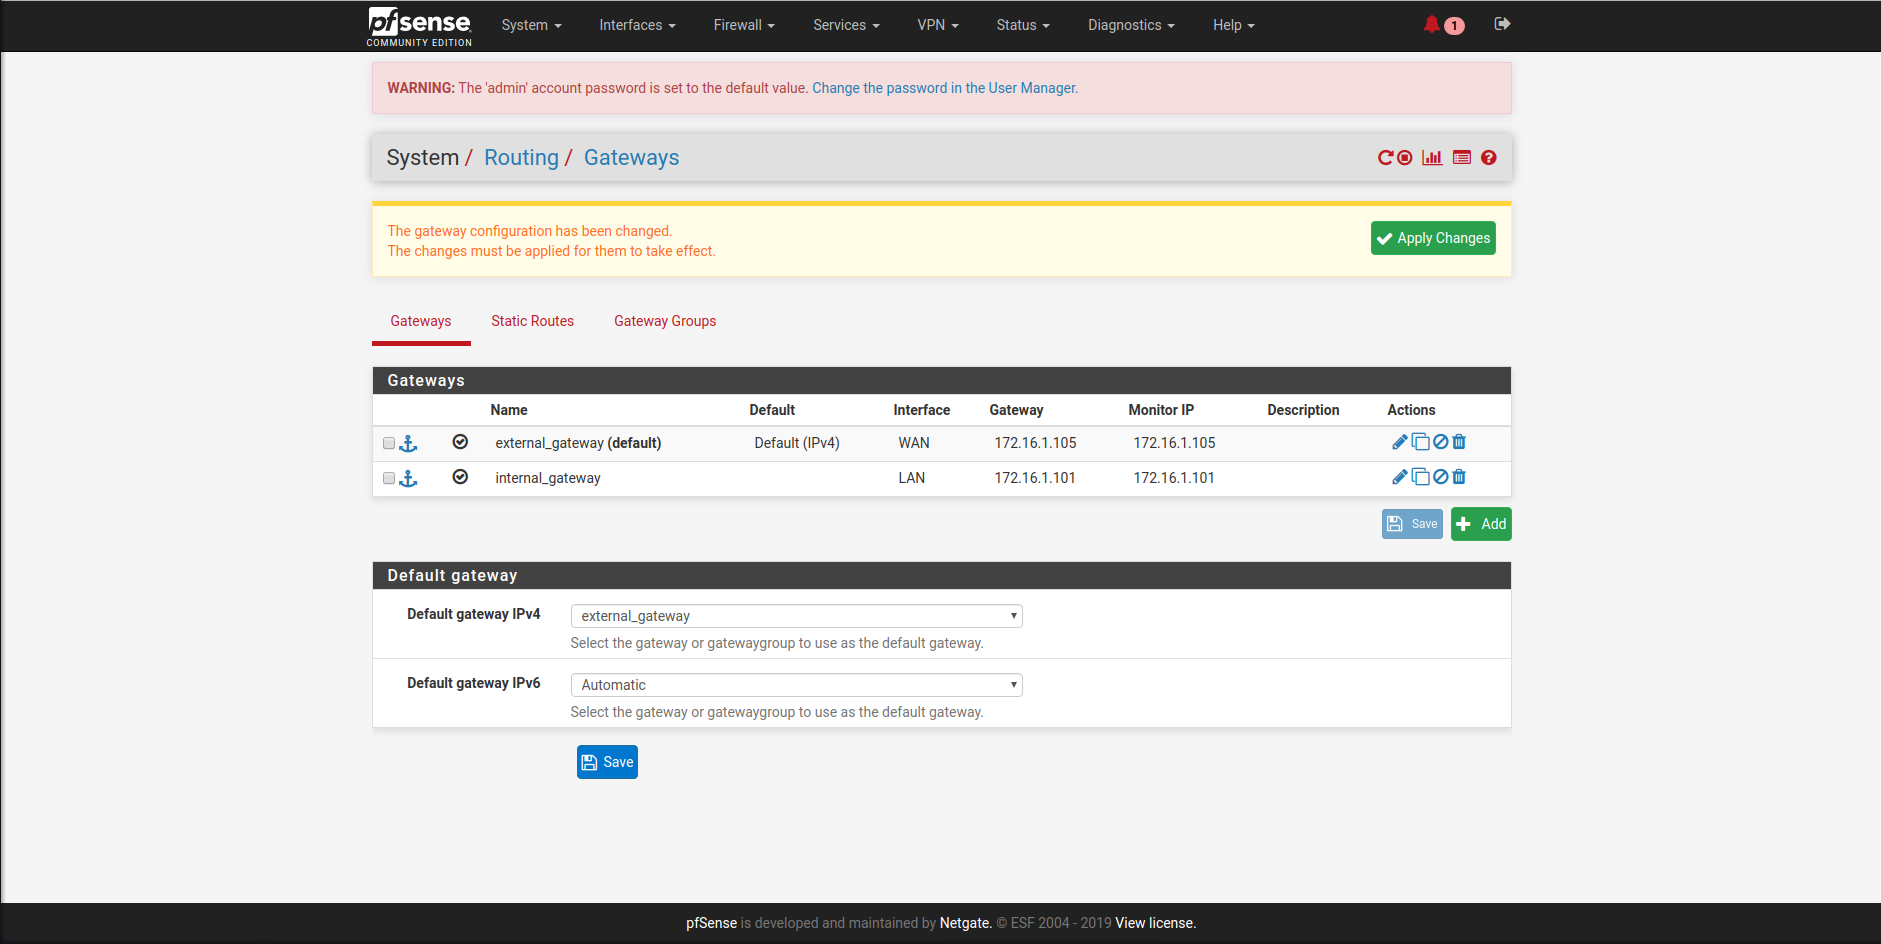 pfsense
COMMUNITY EDITION
System
Interfaces
Firewall
Services
VPN
Status
Diagnostics
Help
1
WARNING: The 'admin' account password is set to the default value. Change the password in the User Manager.
System / Routing / Gateways
The gateway configuration has been changed.
The changes must be applied for them to take effect.
Apply Changes
Gateways Static Routes Gateway Groups
Gateways
Name Default Interface Gateway Monitor IP Description Actions
external_gateway (default) Default (IPv4) WAN 172.16.1.105 172.16.1.105
internal_gateway LAN 172.16.1.101 172.16.1.101
Save Add
Default gateway
Default gateway IPv4 external_gateway
Select the gateway or gatewaygroup to use as the default gateway.
Default gateway IPv6 Automatic
Select the gateway or gatewaygroup to use as the default gateway.
Save
pfSense is developed and maintained by Netgate. © ESF 2004 - 2019 View license.